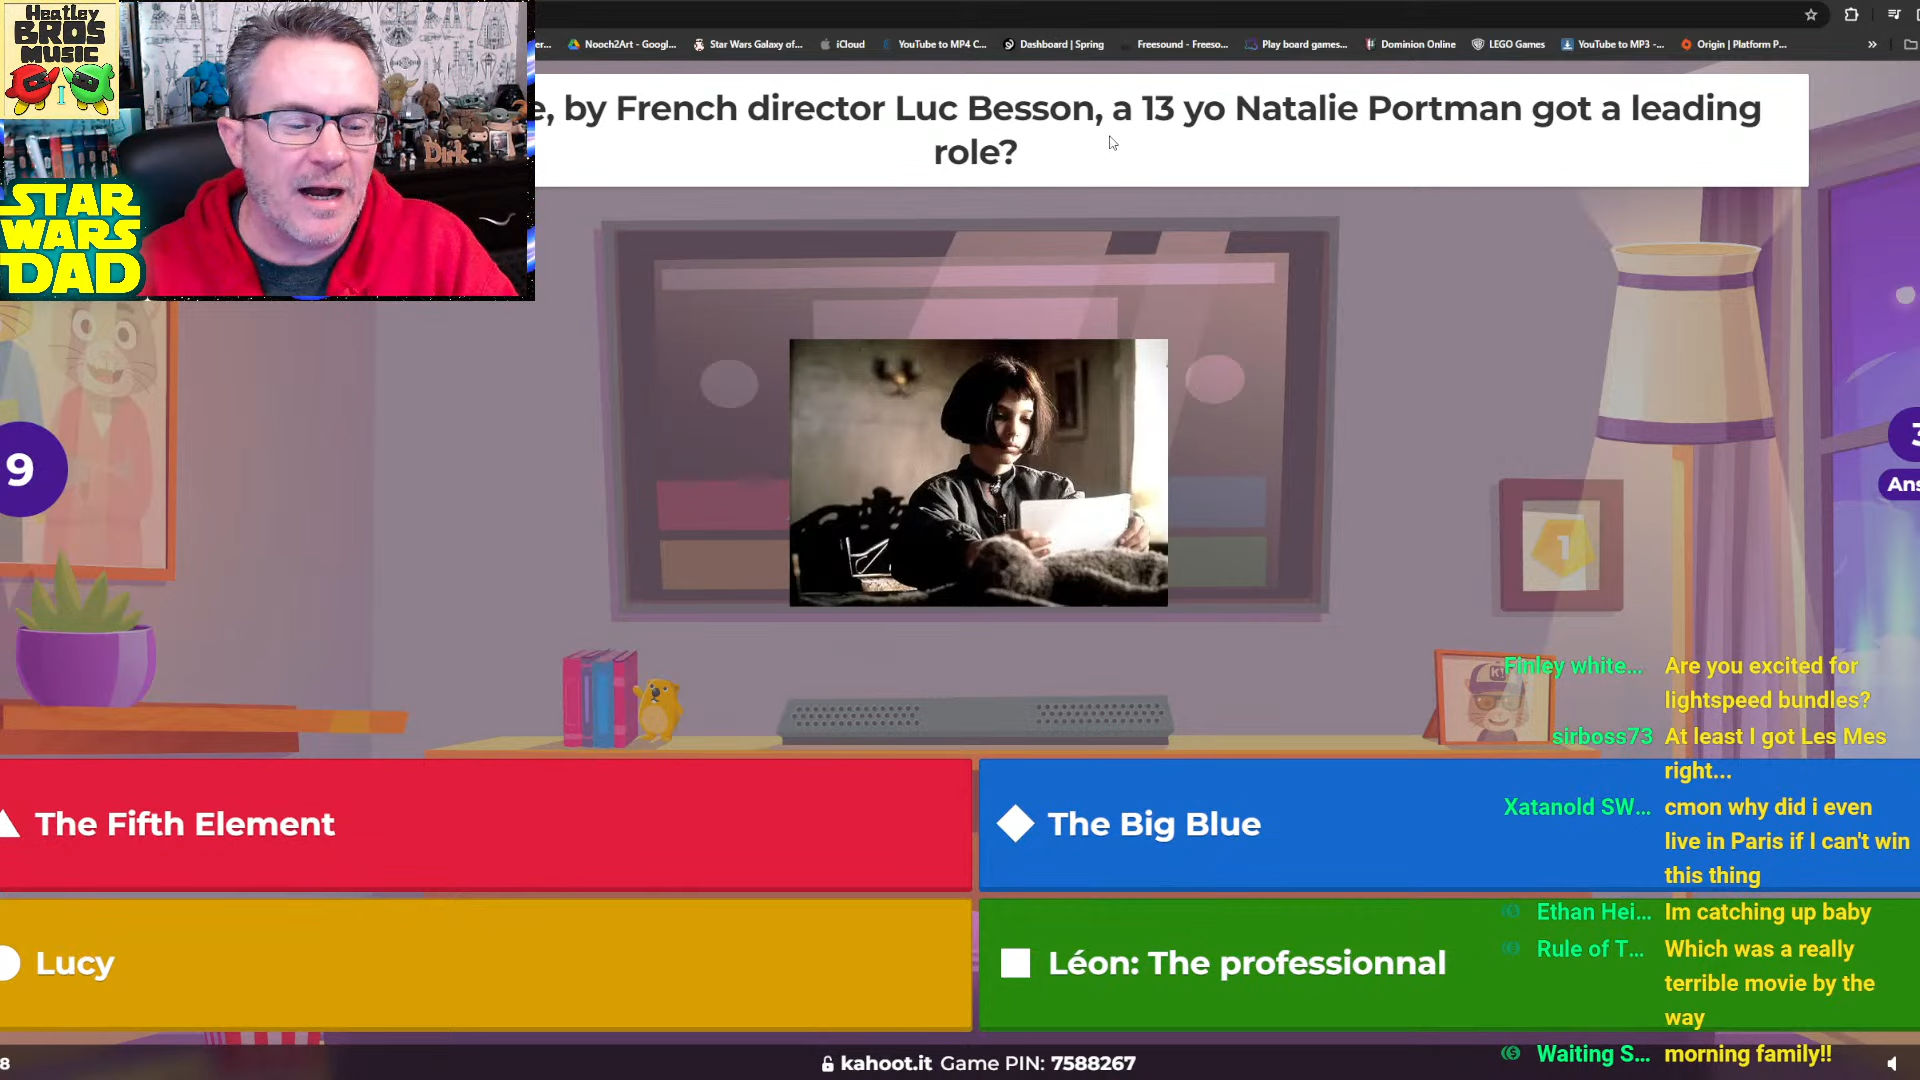 Heatley
BROS
MUSIC
I
STAR
WARS
DAD
Dirk
er...
Nooch2Art - Googl...
Star Wars Galaxy of...
iCloud
YouTube to MP4 C...
Dashboard | Spring
Freesound - Freeso...
Play board games...
Dominion Online
LEGO Games
YouTube to MP3 -...
Origin | Platform P...
»
e, by French director Luc Besson, a 13 yo Natalie Portman got a leading
role?
9
3
Ans
1
The Fifth Element
The Big Blue
Lucy
Léon: The professionnal
Finley white... Are you excited for
lightspeed bundles?
sirboss73 At least I got Les Mes
right...
Xatanold SW... cmon why did i even
live in Paris if I can't win
this thing
Ethan Hei... Im catching up baby
Rule of T... Which was a really
terrible movie by the
way
Waiting S... morning family!!
8
kahoot.it Game PIN: 7588267